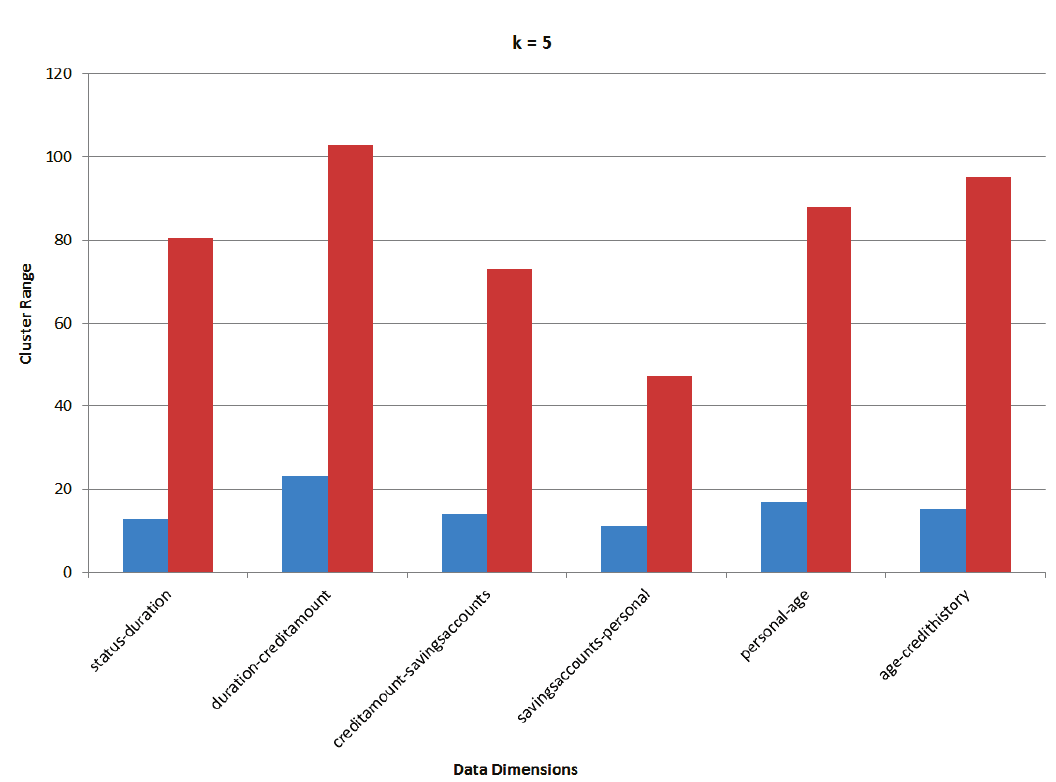 k = 5
120
100
80
60
40
20
0
Cluster Range
status-duration
duration-creditamount
creditamount-savingsaccounts
savingsaccounts-personal
personal-age
age-credithistory
Data Dimensions